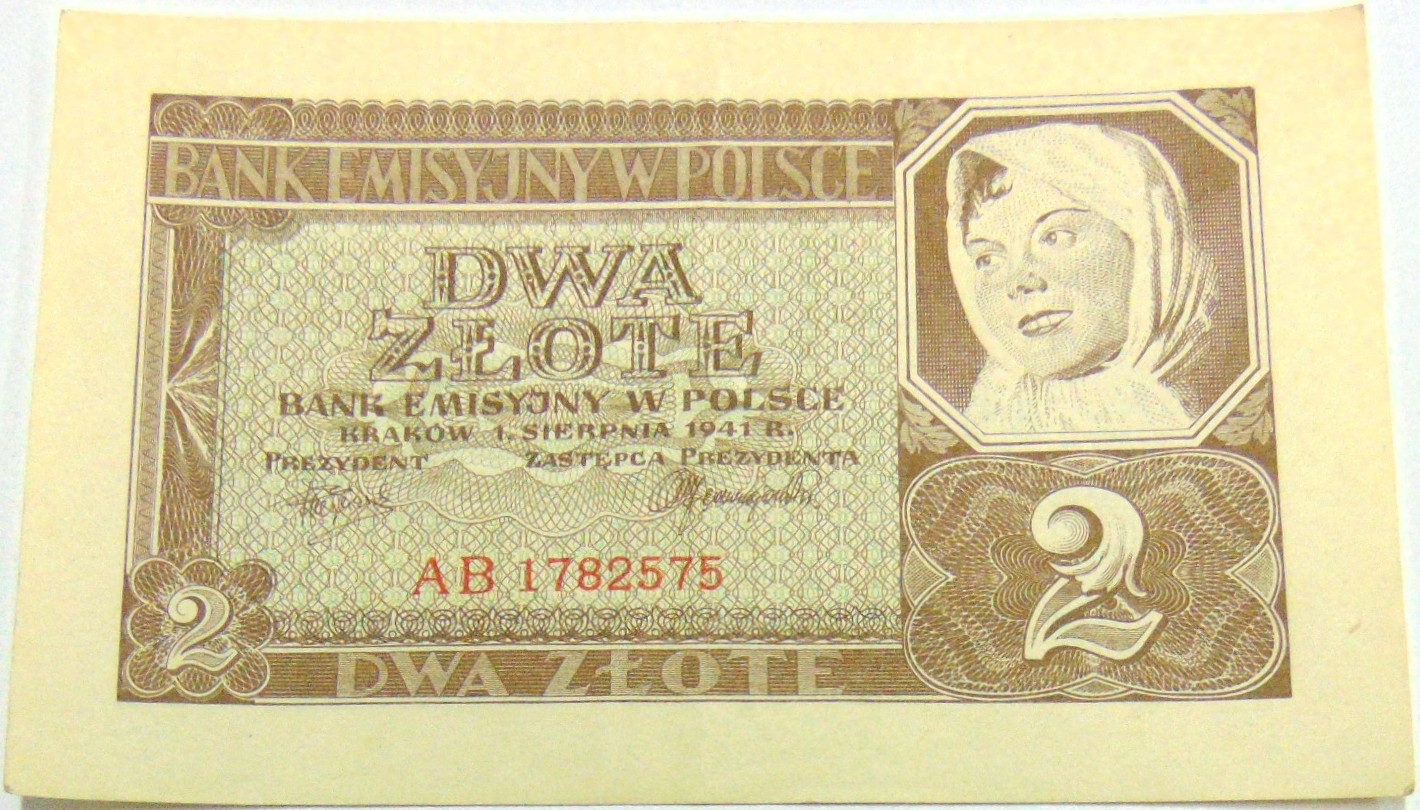 BANK EMISYJNY W POLSCE
DWA
ZŁOTE
BANK EMISYJNY W POLSCE
KRAKÓW 1. SIERPNIA 1941 R.
PREZYDENT ZASTĘPCA PREZYDENTA
AB 1782575
2
2
DWA ZŁOTE